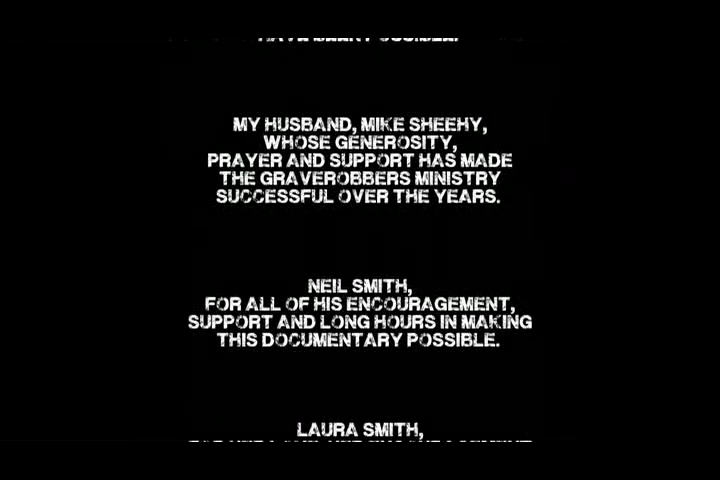 MY HUSBAND, MIKE SHEEHY,
WHOSE GENEROSITY,
PRAYER AND SUPPORT HAS MADE
THE GRAVEROBBERS MINISTRY
SUCCESSFUL OVER THE YEARS.
NEIL SMITH,
FOR ALL OF HIS ENCOURAGEMENT,
SUPPORT AND LONG HOURS IN MAKING
THIS DOCUMENTARY POSSIBLE.
LAURA SMITH,